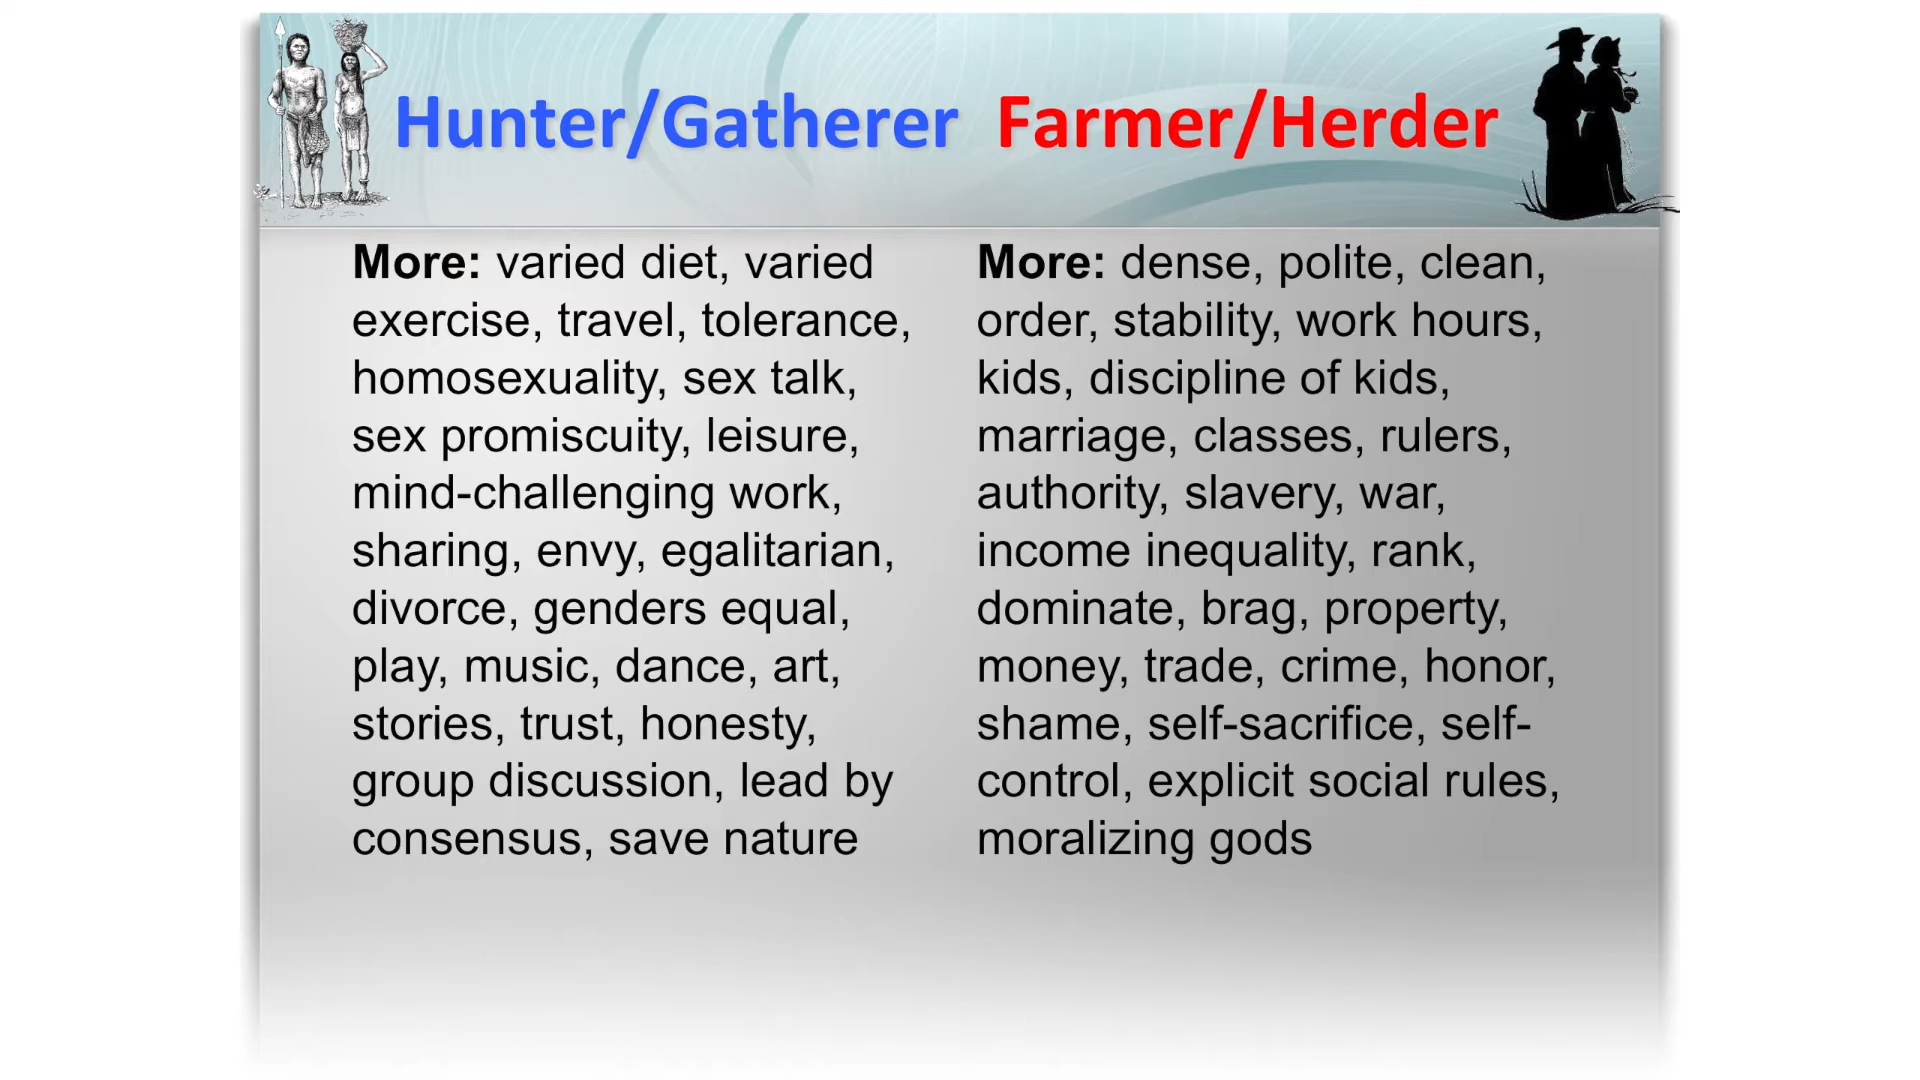 Hunter/Gatherer
Farmer/Herder
More: varied diet, varied
exercise, travel, tolerance,
homosexuality, sex talk,
sex promiscuity, leisure,
mind-challenging work,
sharing, envy, egalitarian,
divorce, genders equal,
play, music, dance, art,
stories, trust, honesty,
group discussion, lead by
consensus, save nature
More: dense, polite, clean,
order, stability, work hours,
kids, discipline of kids,
marriage, classes, rulers,
authority, slavery, war,
income inequality, rank,
dominate, brag, property,
money, trade, crime, honor,
shame, self-sacrifice, self-
control, explicit social rules,
moralizing gods